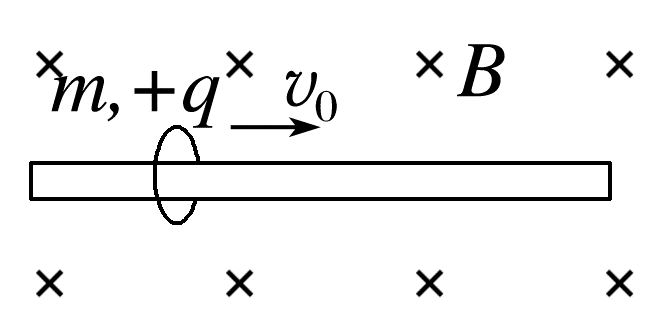 × × × × B
m, +q v₀
× × × ×